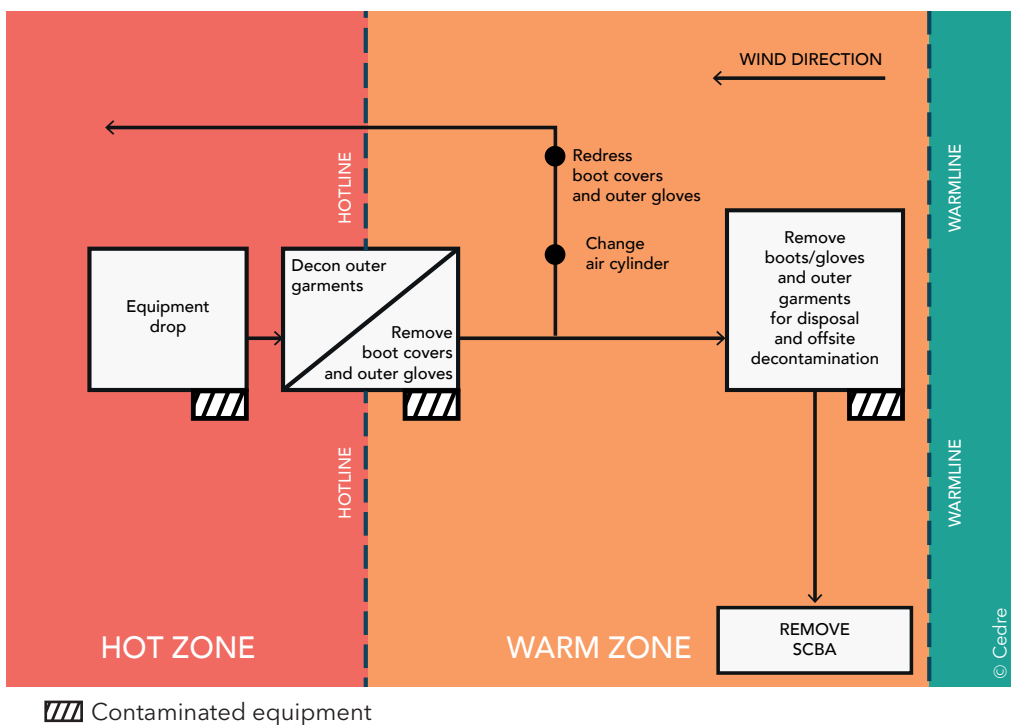 WIND DIRECTION
HOTLINE
WARMLINE
Redress
boot covers
and outer gloves
Change
air cylinder
Equipment
drop
Decon outer
garments
Remove
boot covers
and outer gloves
Remove
boots/gloves
and outer
garments
for disposal
and offsite
decontamination
HOTLINE
WARMLINE
HOT ZONE
WARM ZONE
REMOVE
SCBA
© Cedre
Contaminated equipment